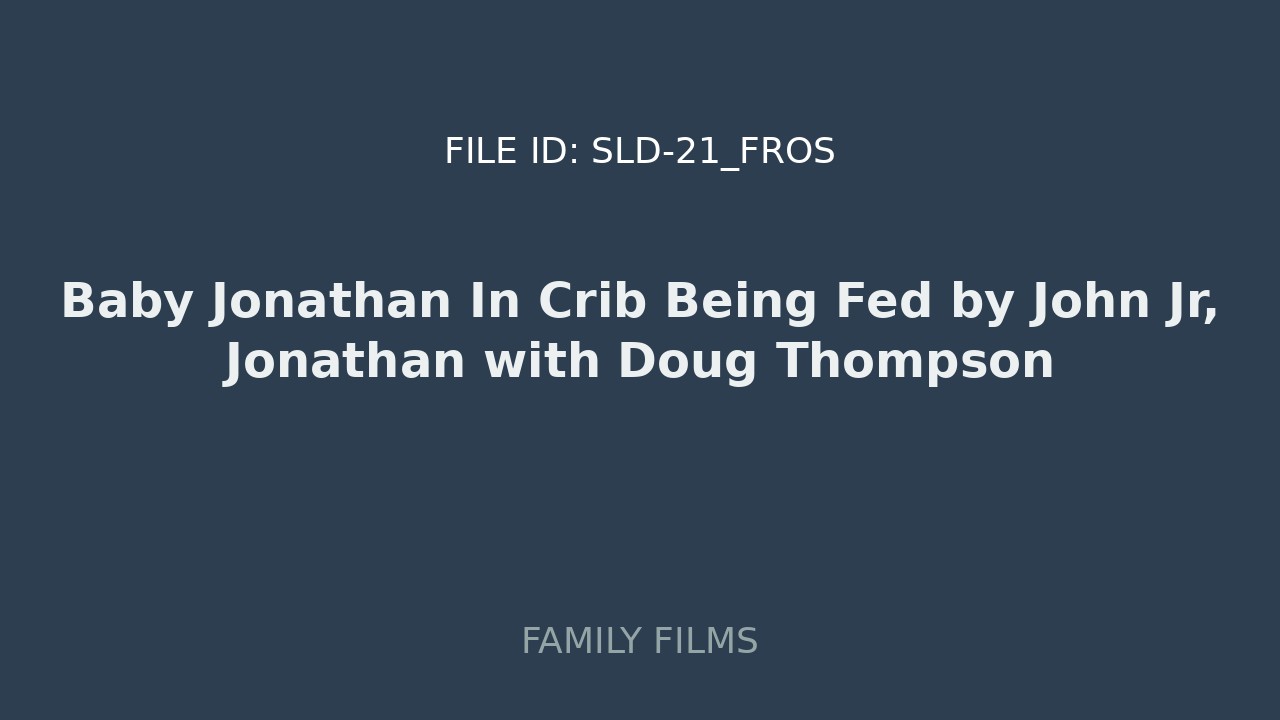 FILE ID: SLD-21_FROS
Baby Jonathan In Crib Being Fed by John Jr,
Jonathan with Doug Thompson
FAMILY FILMS